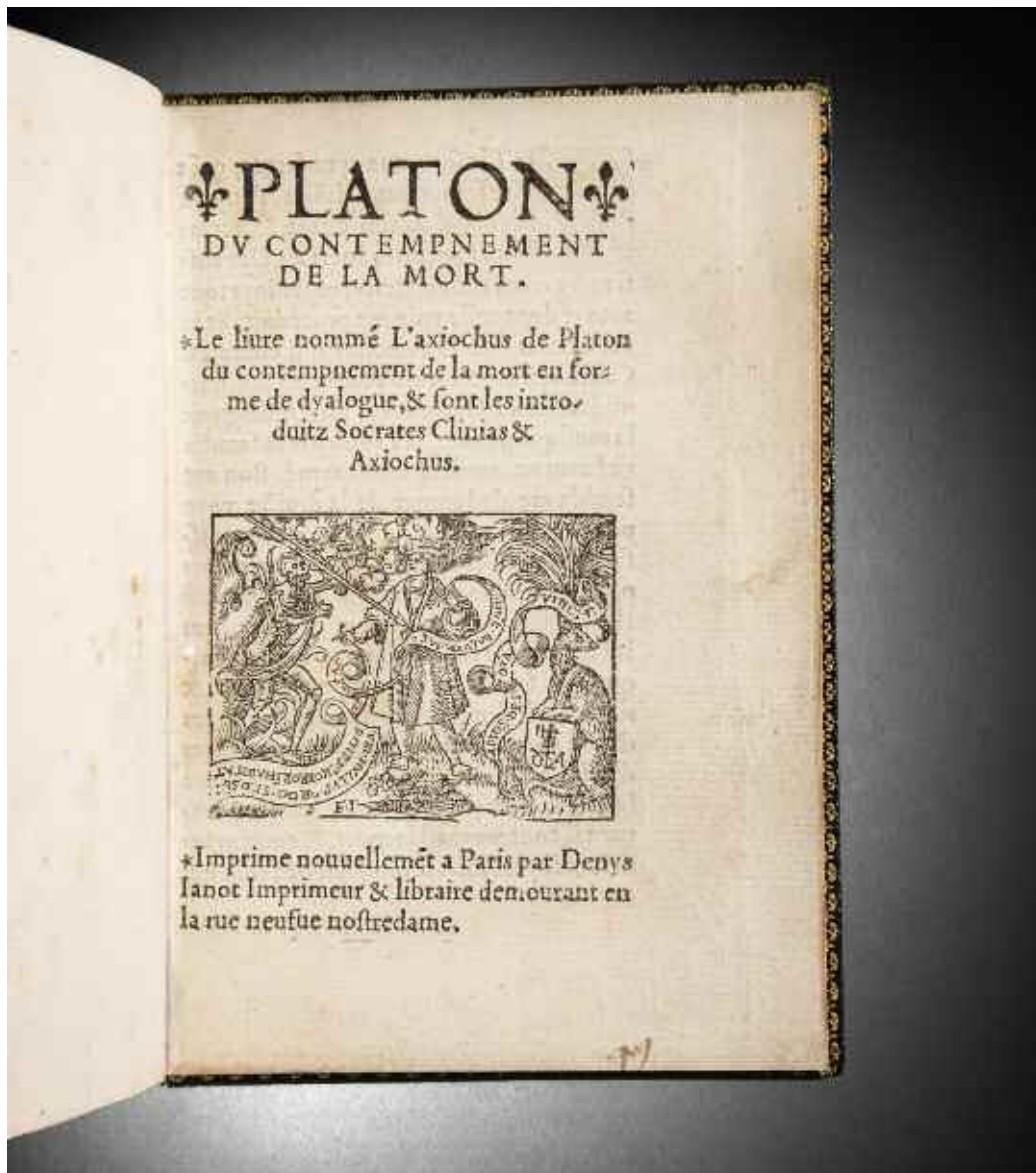 PLATON
DV CONTEMPNEMENT
DE LA MORT.
*Le liure nommé L'axiochus de Platon
du contempnement de la mort en for-
me de dyalogue, & sont les intro-
duitz Socrates Clinias &
Axiochus.
*Imprime nouuellemēt a Paris par Denys
Ianot Imprimeur & libraire demourant en
la rue neufue nostredame.